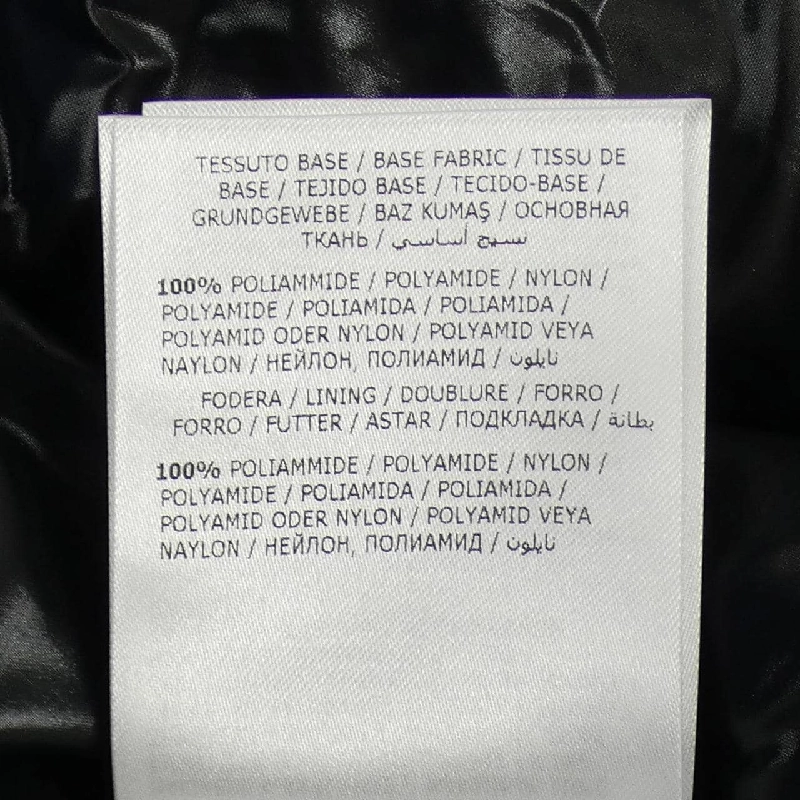 TESSUTO BASE / BASE FABRIC / TISSU DE
BASE / TEJIDO BASE / TECIDO-BASE /
GRUNDGEWEBE / BAZ KUMAŞ / ОСНОВНАЯ
ТКАНЬ / نسيج أساسي
100% POLIAMMIDE / POLYAMIDE / NYLON /
POLYAMIDE / POLIAMIDA / POLIAMIDA /
POLYAMID ODER NYLON / POLYAMID VEYA
NAYLON / НЕЙЛОН, ПОЛИАМИД / نايلون
FODERA / LINING / DOUBLURE / FORRO /
FORRO / FUTTER / ASTAR / ПОДКЛАДКА / بطانة
100% POLIAMMIDE / POLYAMIDE / NYLON /
POLYAMIDE / POLIAMIDA / POLIAMIDA /
POLYAMID ODER NYLON / POLYAMID VEYA
NAYLON / НЕЙЛОН, ПОЛИАМИД / نايلون